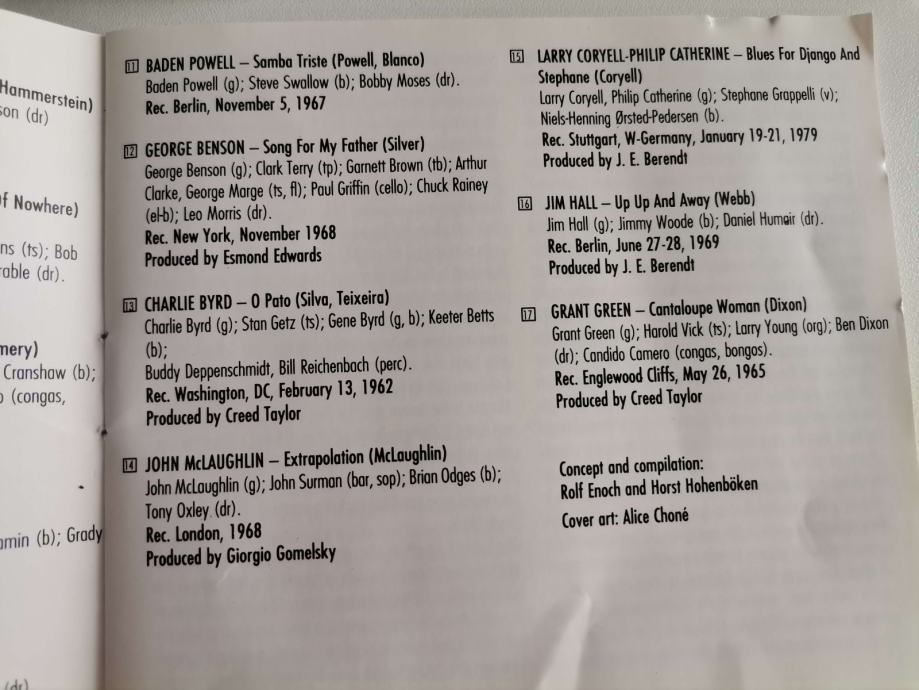 Hammerstein)
son (dr)
Of Nowhere)
ns (ts); Bob
rable (dr).
mery)
Cranshaw (b);
o (congas,
amin (b); Grady
(dr)
11 BADEN POWELL – Samba Triste (Powell, Blanco)
Baden Powell (g); Steve Swallow (b); Bobby Moses (dr).
Rec. Berlin, November 5, 1967
12 GEORGE BENSON – Song For My Father (Silver)
George Benson (g); Clark Terry (tp); Garnett Brown (tb); Arthur
Clarke, George Marge (ts, fl); Paul Griffin (cello); Chuck Rainey
(el-b); Leo Morris (dr).
Rec. New York, November 1968
Produced by Esmond Edwards
13 CHARLIE BYRD – O Pato (Silva, Teixeira)
Charlie Byrd (g); Stan Getz (ts); Gene Byrd (g, b); Keeter Betts
(b);
Buddy Deppenschmidt, Bill Reichenbach (perc).
Rec. Washington, DC, February 13, 1962
Produced by Creed Taylor
14 JOHN McLAUGHLIN – Extrapolation (McLaughlin)
John McLaughlin (g); John Surman (bar, sop); Brian Odges (b);
Tony Oxley (dr).
Rec. London, 1968
Produced by Giorgio Gomelsky
15 LARRY CORYELL-PHILIP CATHERINE – Blues For Django And
Stephane (Coryell)
Larry Coryell, Philip Catherine (g); Stephane Grappelli (v);
Niels-Henning Ørsted-Pedersen (b).
Rec. Stuttgart, W-Germany, January 19-21, 1979
Produced by J. E. Berendt
16 JIM HALL – Up Up And Away (Webb)
Jim Hall (g); Jimmy Woode (b); Daniel Humair (dr).
Rec. Berlin, June 27-28, 1969
Produced by J. E. Berendt
17 GRANT GREEN – Cantaloupe Woman (Dixon)
Grant Green (g); Harold Vick (ts); Larry Young (org); Ben Dixon
(dr); Candido Camero (congas, bongos).
Rec. Englewood Cliffs, May 26, 1965
Produced by Creed Taylor
Concept and compilation:
Rolf Enoch and Horst Hohenböken
Cover art: Alice Choné